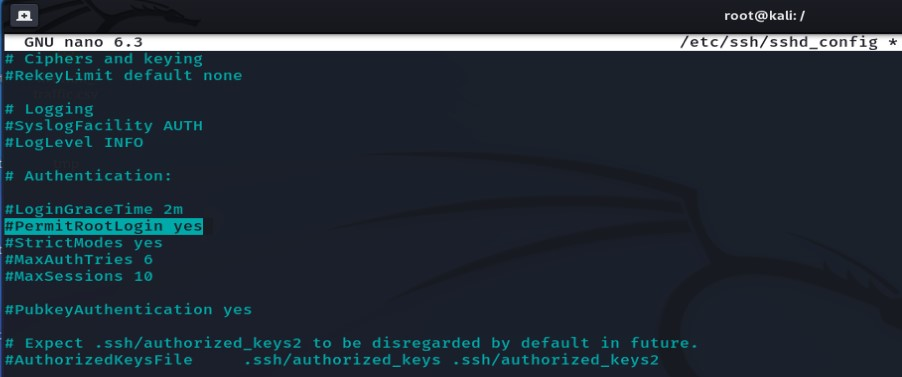 root@kali: /
GNU nano 6.3 /etc/ssh/sshd_config *
# Ciphers and keying
#RekeyLimit default none
# Logging
#SyslogFacility AUTH
#LogLevel INFO
# Authentication:
#LoginGraceTime 2m
#PermitRootLogin yes
#StrictModes yes
#MaxAuthTries 6
#MaxSessions 10
#PubkeyAuthentication yes
# Expect .ssh/authorized_keys2 to be disregarded by default in future.
#AuthorizedKeysFile     .ssh/authorized_keys .ssh/authorized_keys2